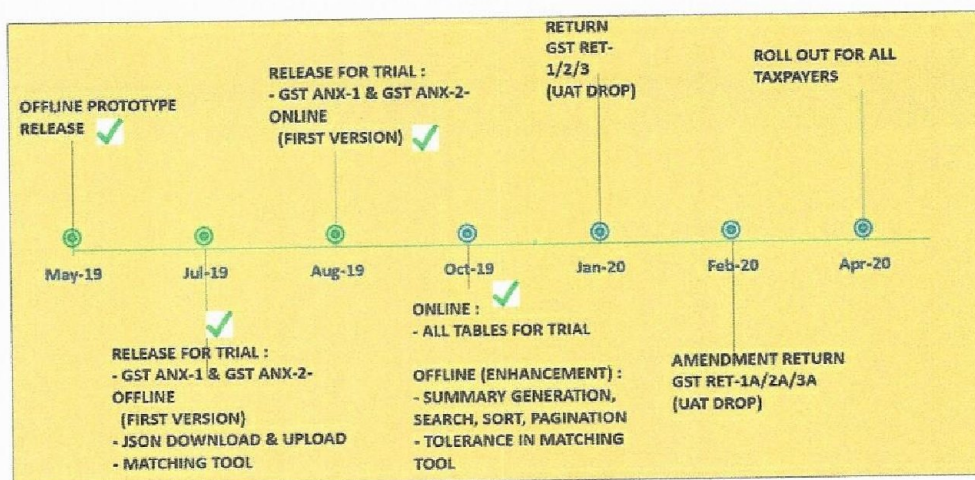 OFFLINE PROTOTYPE
RELEASE
RELEASE FOR TRIAL :
- GST ANX-1 & GST ANX-2-
ONLINE
(FIRST VERSION)
RETURN
GST RET-
1/2/3
(UAT DROP)
ROLL OUT FOR ALL
TAXPAYERS
May-19
Jul-19
Aug-19
Oct-19
Jan-20
Feb-20
Apr-20
RELEASE FOR TRIAL :
- GST ANX-1 & GST ANX-2-
OFFLINE
(FIRST VERSION)
- JSON DOWNLOAD & UPLOAD
- MATCHING TOOL
ONLINE :
- ALL TABLES FOR TRIAL
OFFLINE (ENHANCEMENT) :
- SUMMARY GENERATION,
SEARCH, SORT, PAGINATION
- TOLERANCE IN MATCHING
TOOL
AMENDMENT RETURN
GST RET-1A/2A/3A
(UAT DROP)